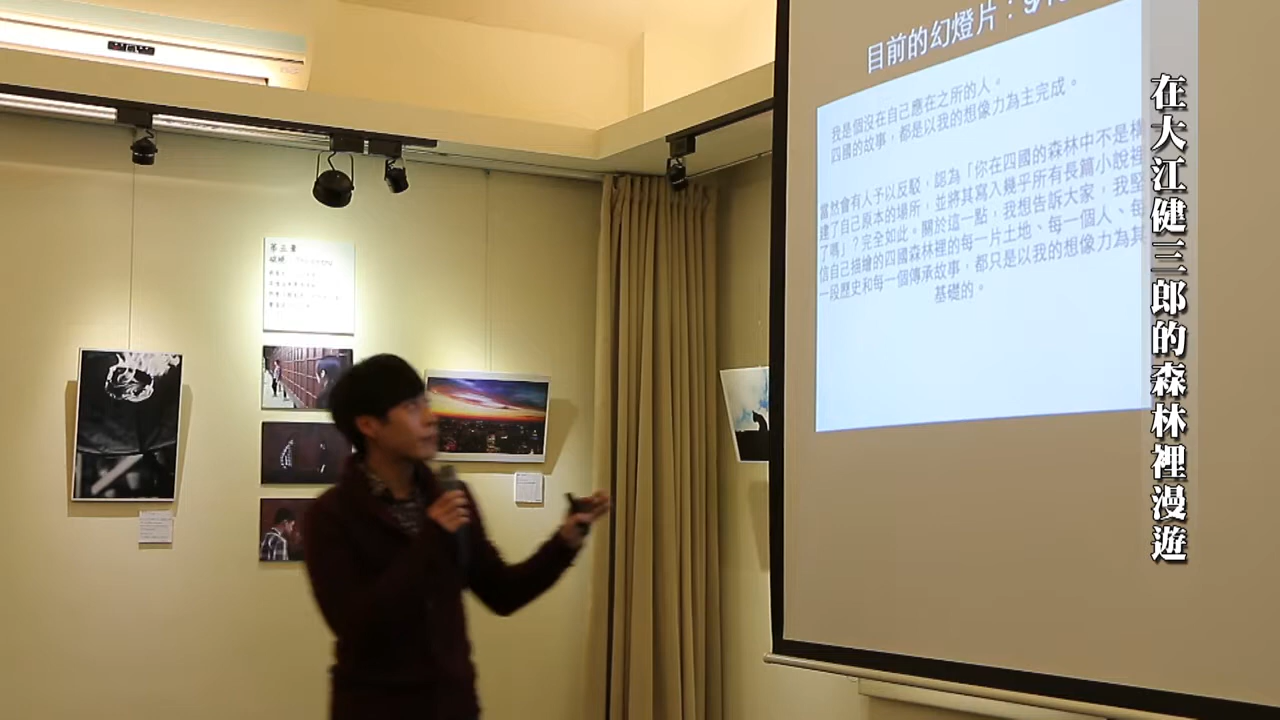 目前的幻燈片：9
我是個沒在自己應在之所的人。
四國的故事，都是以我的想像力為主完成。
當然會有人予以反駁，認為「你在四國的森林中不是構
建了自己原本的場所，並將其寫入幾乎所有長篇小說裡
了嗎」？完全如此。關於這一點，我想告訴大家，我堅
信自己描繪的四國森林裡的每一片土地、每一個人、每
一段歷史和每一個傳承故事，都只是以我的想像力為其
基礎的。
在大江健三郎的森林裡漫遊
第三章